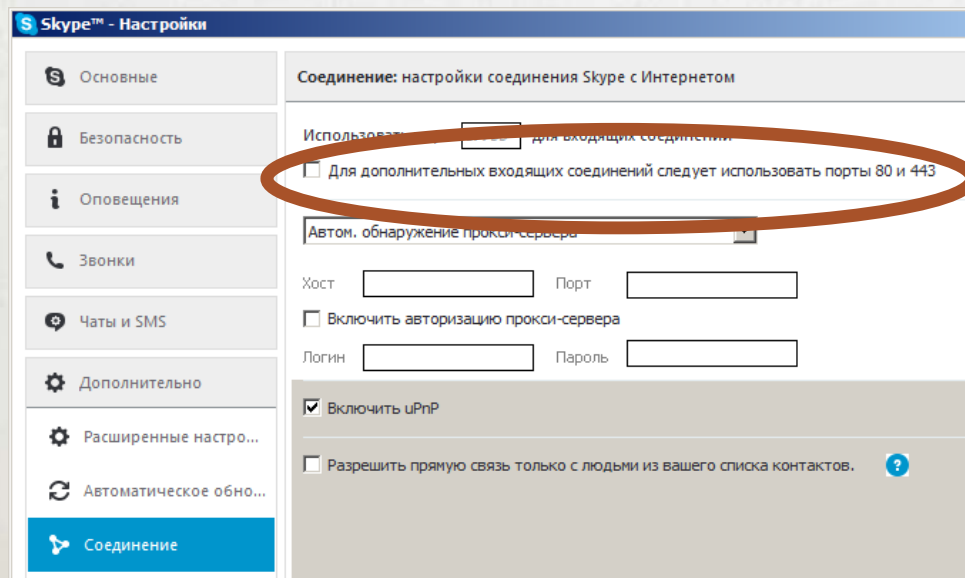 Skype™ - Настройки
Основные
Безопасность
Оповещения
Звонки
Чаты и SMS
Дополнительно
Расширенные настро...
Автоматическое обно...
Соединение
Соединение: настройки соединения Skype с Интернетом
Использовать для входящих соединений
Для дополнительных входящих соединений следует использовать порты 80 и 443
Автом. обнаружение прокси-сервера
Хост Порт
Включить авторизацию прокси-сервера
Логин Пароль
Включить uPnP
Разрешить прямую связь только с людьми из вашего списка контактов. ?